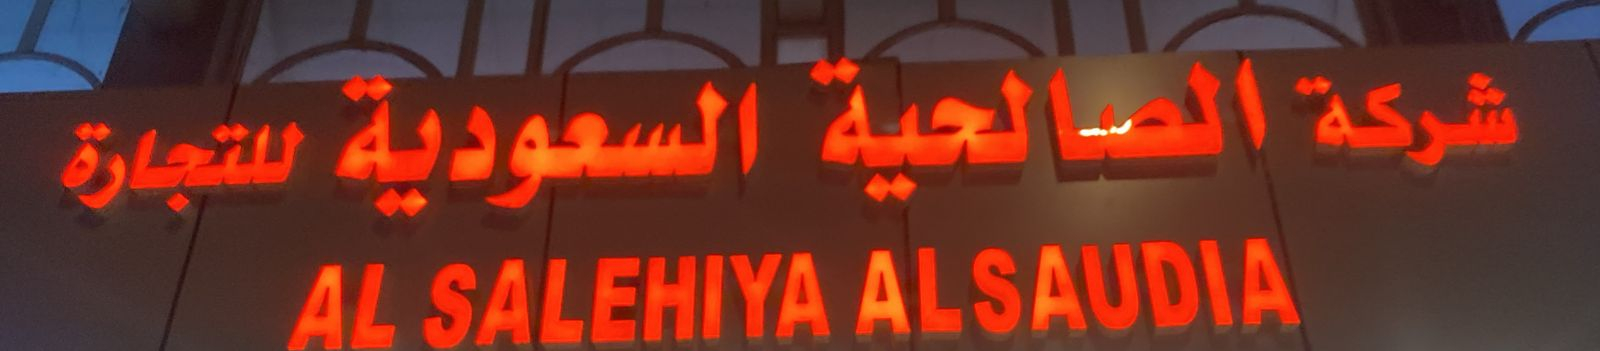 شركة الصالحية السعودية للتجارة
AL SALEHIYA ALSAUDIA